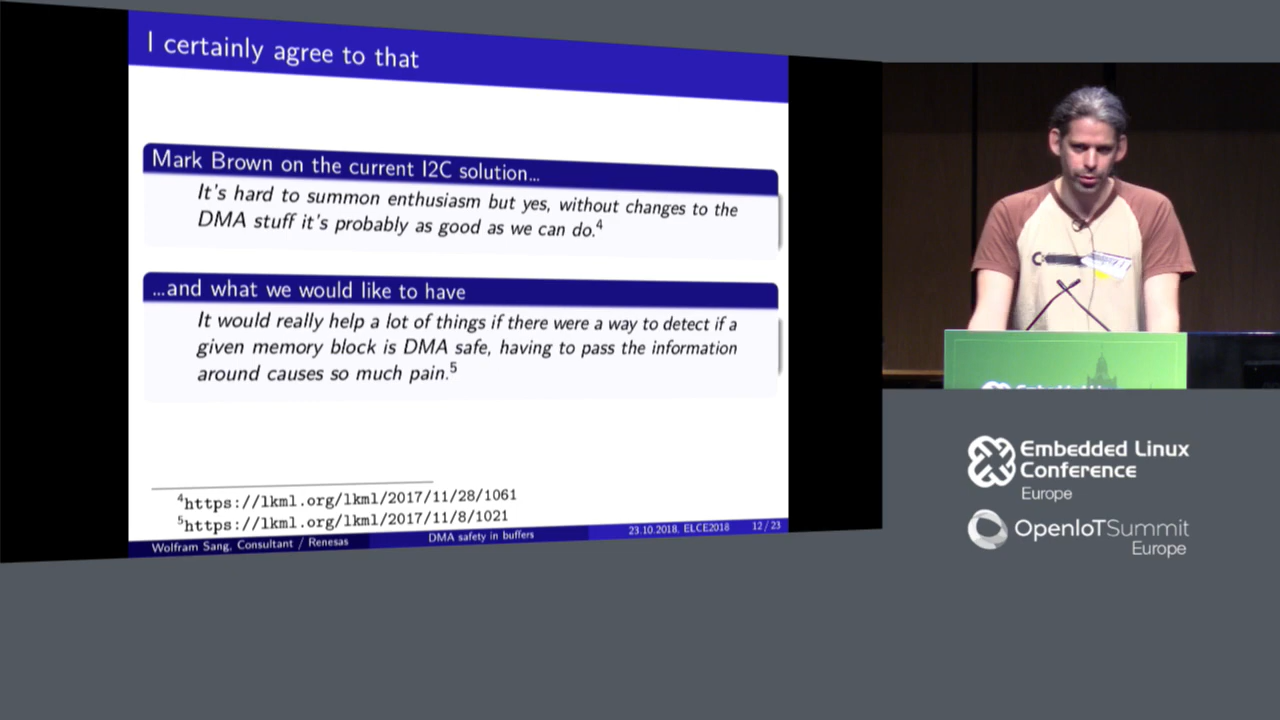 I certainly agree to that
Mark Brown on the current I2C solution...
It's hard to summon enthusiasm but yes, without changes to the
DMA stuff it's probably as good as we can do.4
...and what we would like to have
It would really help a lot of things if there were a way to detect if a
given memory block is DMA safe, having to pass the information
around causes so much pain.5
4https://lkml.org/lkml/2017/11/28/1061
5https://lkml.org/lkml/2017/11/8/1021
Wolfram Sang, Consultant / Renesas DMA safety in buffers 23.10.2018, ELCE2018 12 / 23
Embedded Linux
Conference
Europe
OpenIoTSummit
Europe